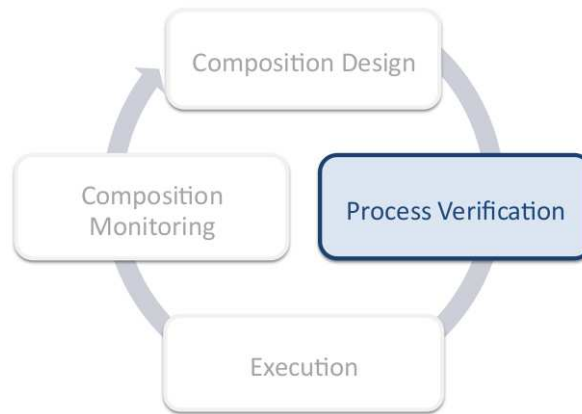 Composition Design
Composition
Monitoring
Process Verification
Execution